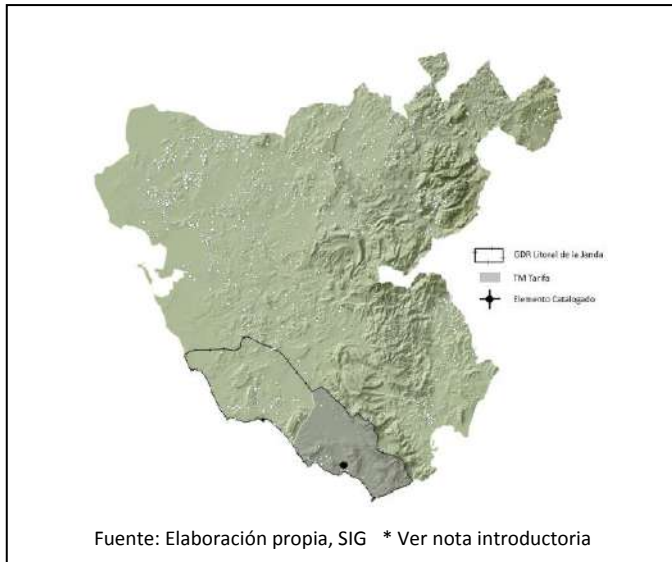 GDR Litoral de la Janda
TM Tarifa
Elemento Catalogado
Fuente: Elaboración propia, SIG * Ver nota introductoria